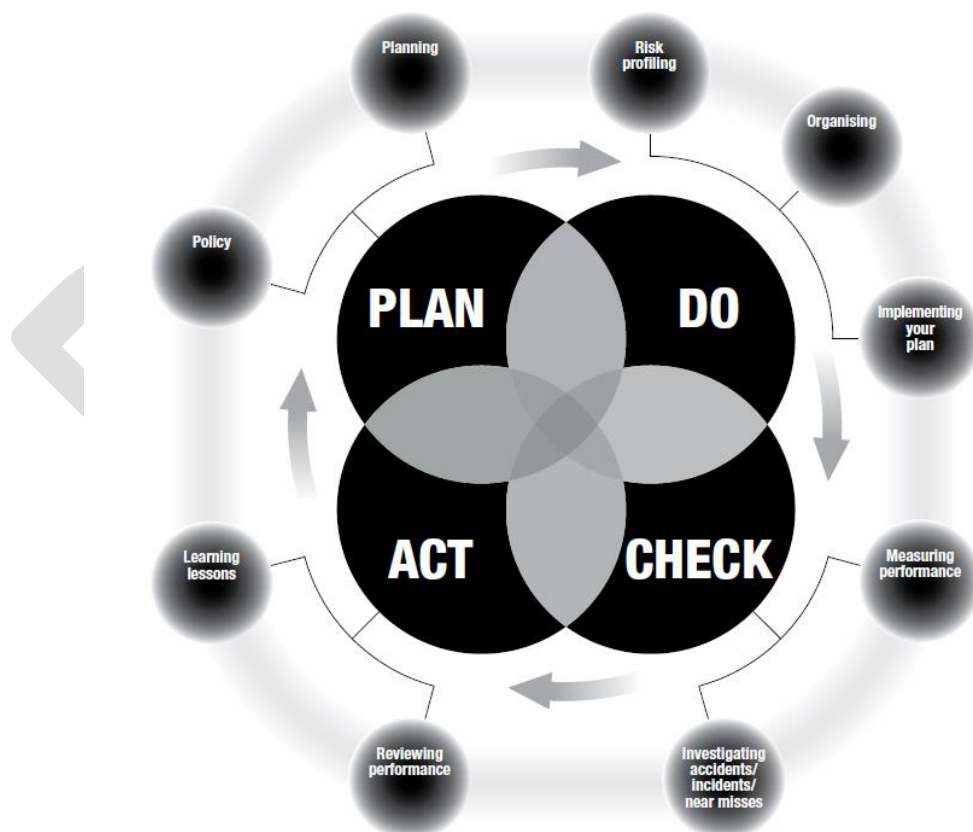 Planning
Risk
profiling
Organising
Policy
PLAN
DO
Implementing
your
plan
ACT
CHECK
Learning
lessons
Measuring
performance
Reviewing
performance
Investigating
accidents/
incidents/
near misses